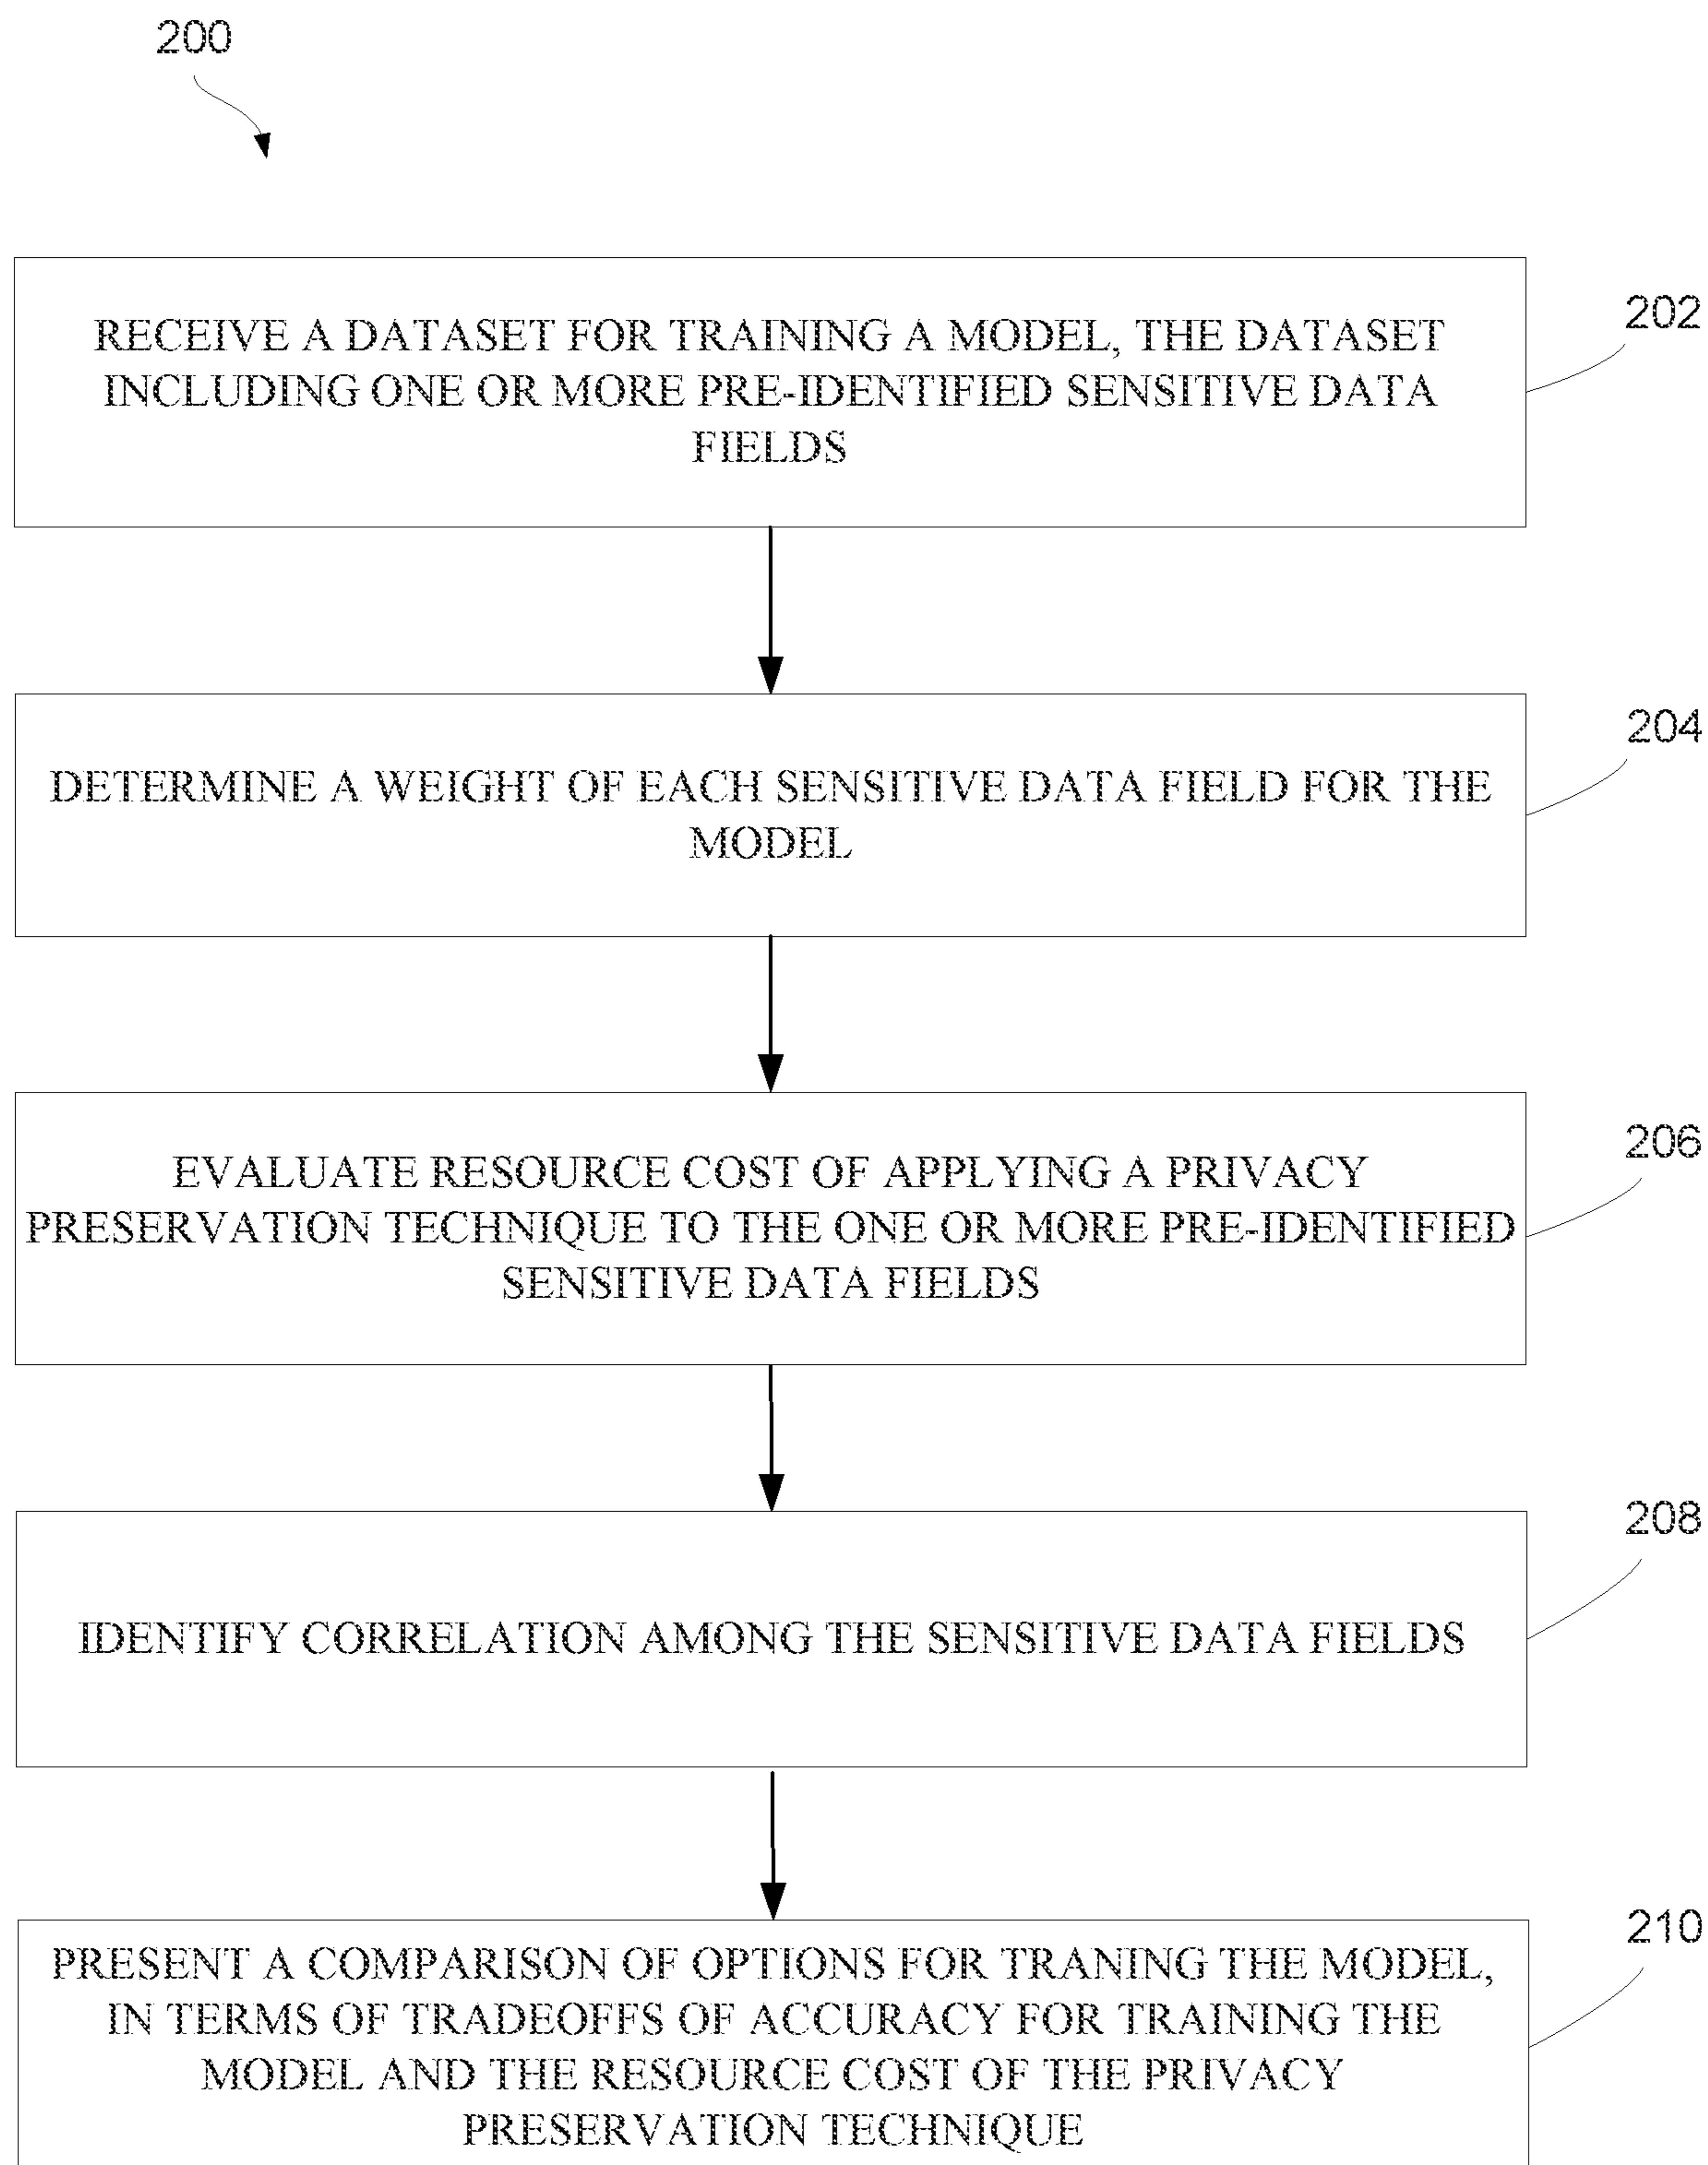 200
RECEIVE A DATASET FOR TRAINING A MODEL, THE DATASET
INCLUDING ONE OR MORE PRE-IDENTIFIED SENSITIVE DATA
FIELDS
202
DETERMINE A WEIGHT OF EACH SENSITIVE DATA FIELD FOR THE
MODEL
204
EVALUATE RESOURCE COST OF APPLYING A PRIVACY
PRESERVATION TECHNIQUE TO THE ONE OR MORE PRE-IDENTIFIED
SENSITIVE DATA FIELDS
206
IDENTIFY CORRELATION AMONG THE SENSITIVE DATA FIELDS
208
PRESENT A COMPARISON OF OPTIONS FOR TRANING THE MODEL,
IN TERMS OF TRADEOFFS OF ACCURACY FOR TRAINING THE
MODEL AND THE RESOURCE COST OF THE PRIVACY
PRESERVATION TECHNIQUE
210